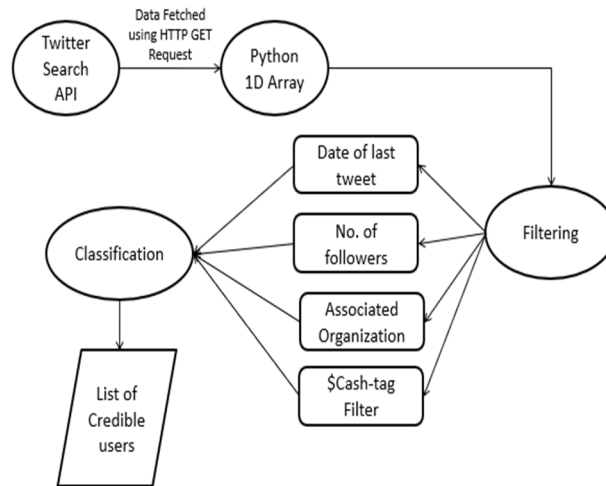 Data Fetched
using HTTP GET
Request
Twitter
Search
API
Python
1D Array
Date of last
tweet
No. of
followers
Filtering
Classification
Associated
Organization
$Cash-tag
Filter
List of
Credible
users